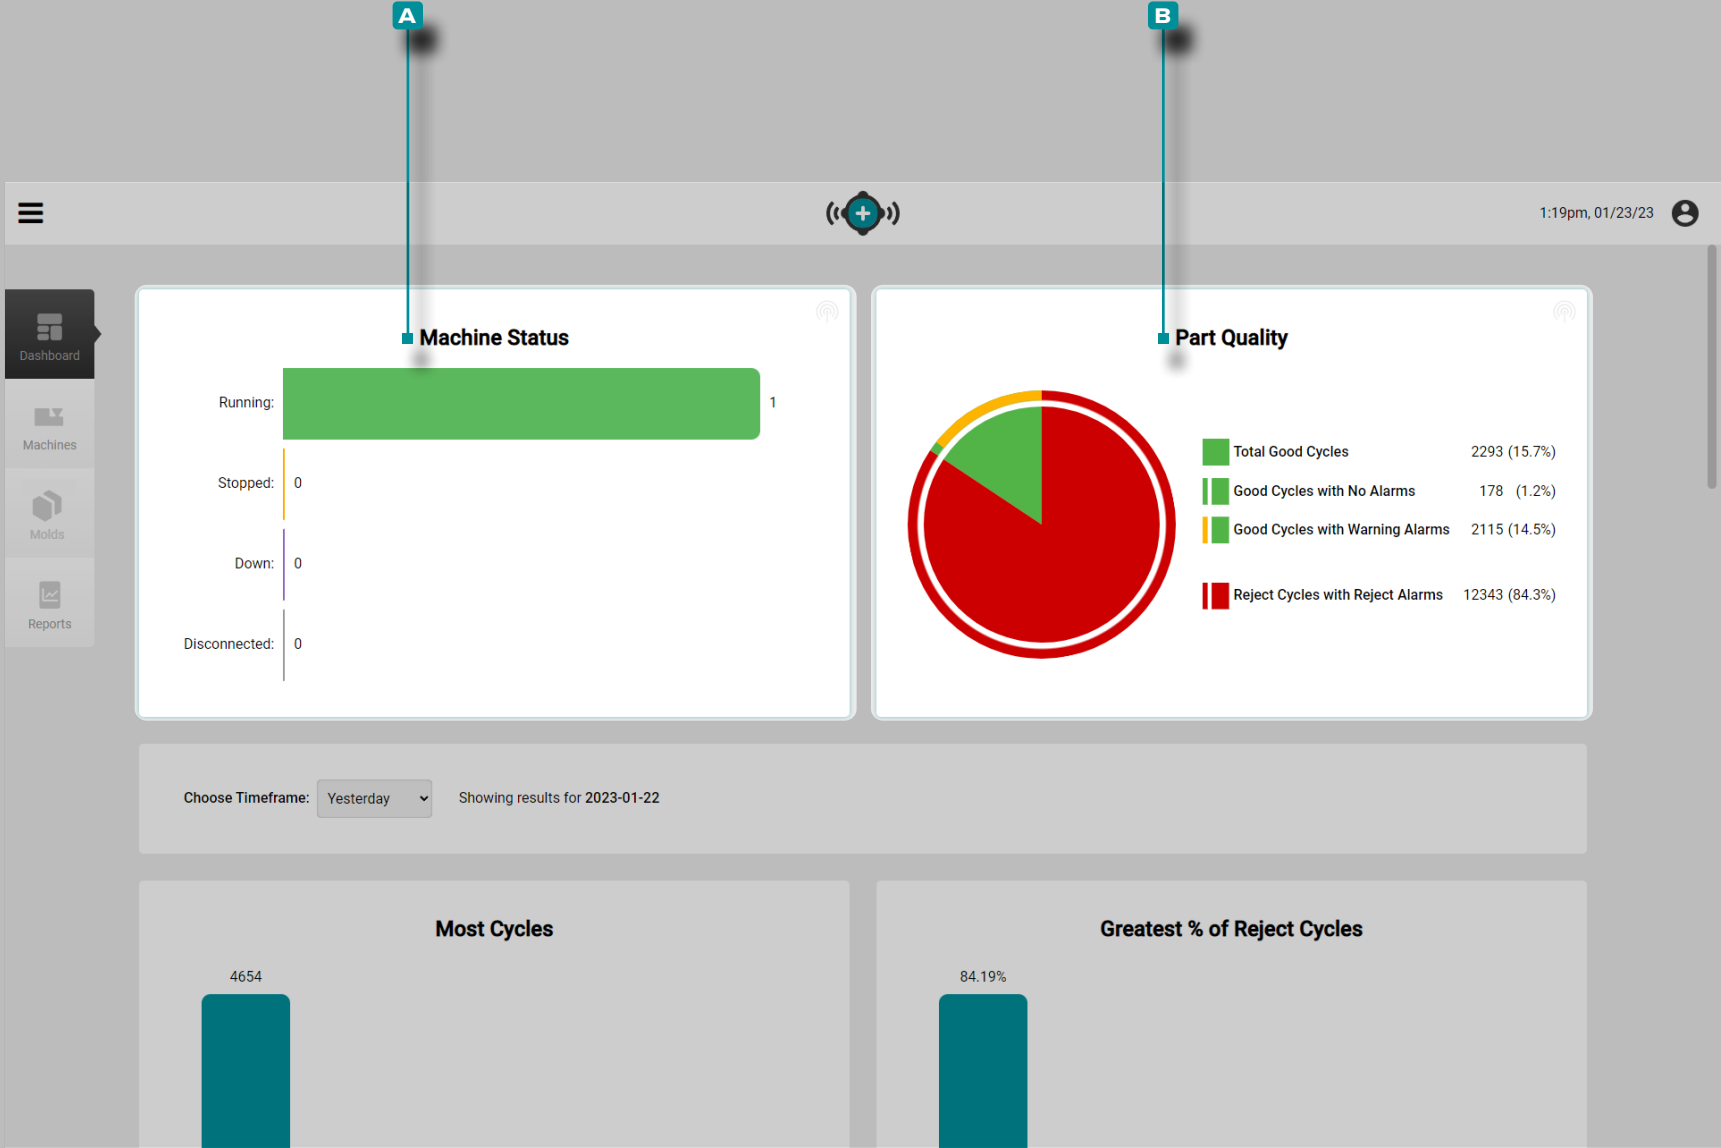 A
B
1:19pm, 01/23/23
Dashboard
Machines
Molds
Reports
Machine Status
Running: 1
Stopped: 0
Down: 0
Disconnected: 0
Part Quality
Total Good Cycles 2293 (15.7%)
Good Cycles with No Alarms 178 (1.2%)
Good Cycles with Warning Alarms 2115 (14.5%)
Reject Cycles with Reject Alarms 12343 (84.3%)
Choose Timeframe: Yesterday Showing results for 2023-01-22
Most Cycles
4654
Greatest % of Reject Cycles
84.19%